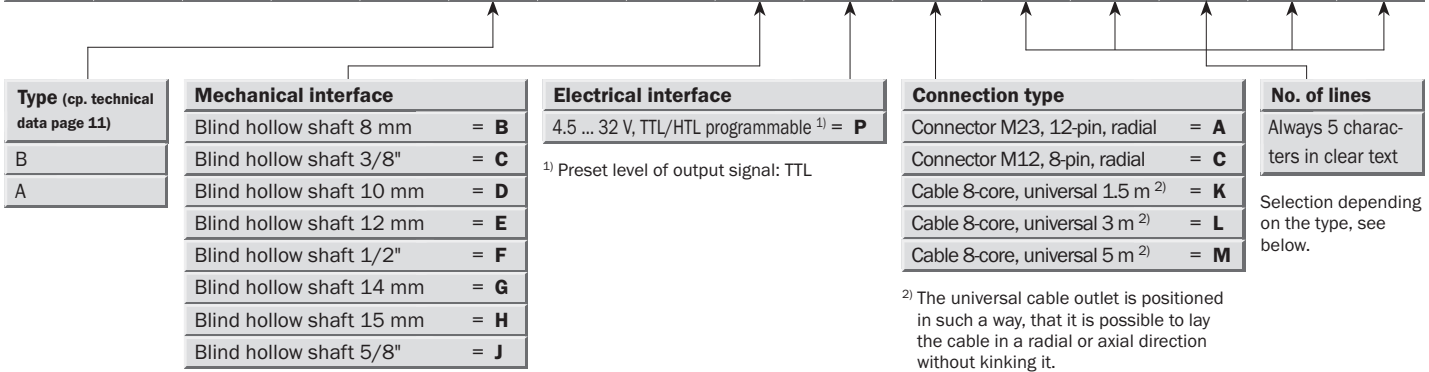 Type (cp. technical
data page 11)
B
A
Mechanical interface
Blind hollow shaft 8 mm = B
Blind hollow shaft 3/8" = C
Blind hollow shaft 10 mm = D
Blind hollow shaft 12 mm = E
Blind hollow shaft 1/2" = F
Blind hollow shaft 14 mm = G
Blind hollow shaft 15 mm = H
Blind hollow shaft 5/8" = J
Electrical interface
4.5 ... 32 V, TTL/HTL programmable 1) = P
1) Preset level of output signal: TTL
Connection type
Connector M23, 12-pin, radial = A
Connector M12, 8-pin, radial = C
Cable 8-core, universal 1.5 m 2) = K
Cable 8-core, universal 3 m 2) = L
Cable 8-core, universal 5 m 2) = M
2) The universal cable outlet is positioned
in such a way, that it is possible to lay
the cable in a radial or axial direction
without kinking it.
No. of lines
Always 5 charac-
ters in clear text
Selection depending
on the type, see
below.